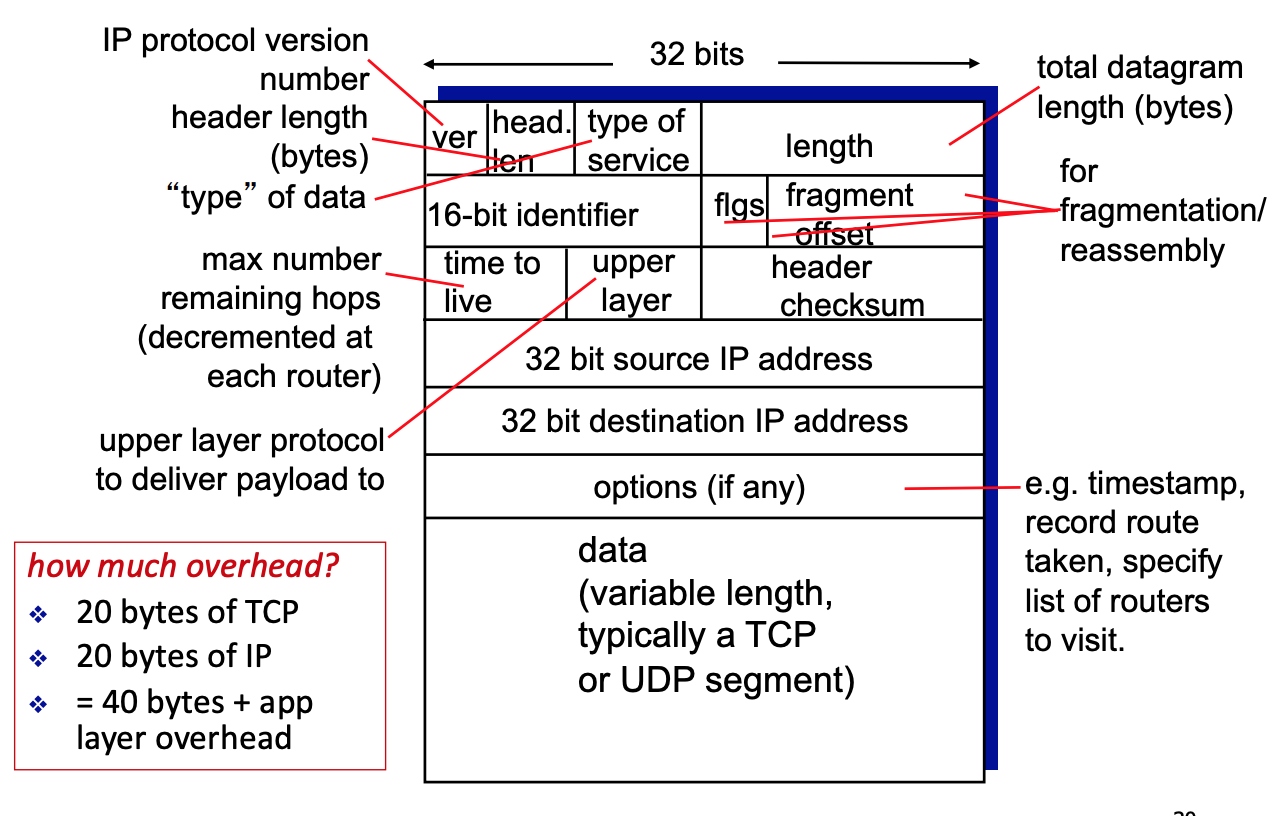 IP protocol version
number
header length
(bytes)
“type” of data
max number
remaining hops
(decremented at
each router)
upper layer protocol
to deliver payload to
how much overhead?
❖ 20 bytes of TCP
❖ 20 bytes of IP
❖ = 40 bytes + app
layer overhead
32 bits
ver
head.
len
type of
service
length
16-bit identifier
flgs
fragment
offset
time to
live
upper
layer
header
checksum
32 bit source IP address
32 bit destination IP address
options (if any)
data
(variable length,
typically a TCP
or UDP segment)
total datagram
length (bytes)
for
fragmentation/
reassembly
e.g. timestamp,
record route
taken, specify
list of routers
to visit.